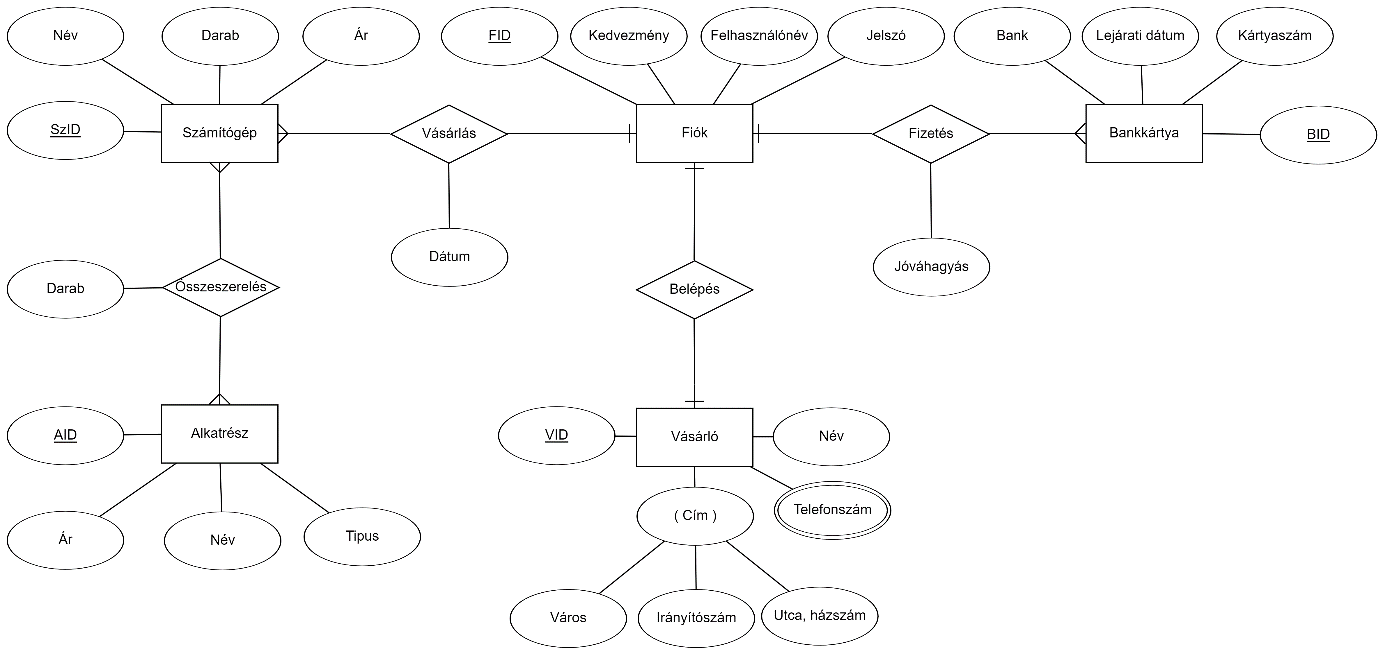 Név
Darab
Ár
FID
Kedvezmény
Felhasználónév
Jelszó
Bank
Lejárati dátum
Kártyaszám
SzID
Számítógép
Vásárlás
Fiók
Fizetés
Bankkártya
BID
Dátum
Jóváhagyás
Darab
Összeszerelés
Belépés
AID
Alkatrész
VID
Vásárló
Név
Telefonszám
( Cím )
Ár
Név
Tipus
Város
Irányítószám
Utca, házszám